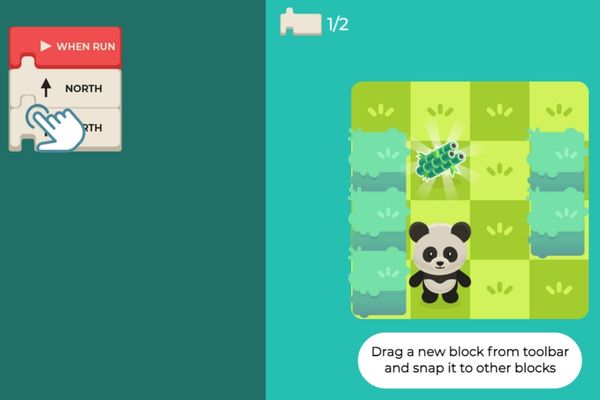 WHEN RUN
NORTH
1/2
Drag a new block from toolbar
and snap it to other blocks